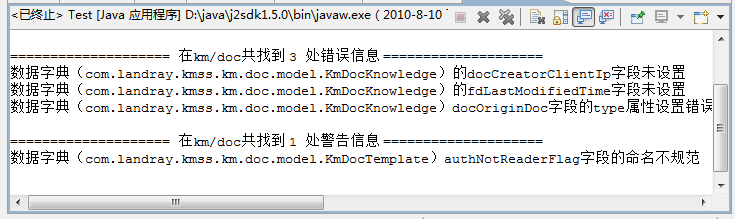 <已终止> Test [Java 应用程序] D:\java\j2sdk1.5.0\bin\javaw.exe ( 2010-8-10
==================== 在km/doc共找到 3 处错误信息 ====================
数据字典（com.landray.kmss.km.doc.model.KmDocKnowledge）的docCreatorClientIp字段未设置
数据字典（com.landray.kmss.km.doc.model.KmDocKnowledge）的fdLastModifiedTime字段未设置
数据字典（com.landray.kmss.km.doc.model.KmDocKnowledge）docOriginDoc字段的type属性设置错误
==================== 在km/doc共找到 1 处警告信息 ====================
数据字典（com.landray.kmss.km.doc.model.KmDocTemplate）authNotReaderFlag字段的命名不规范